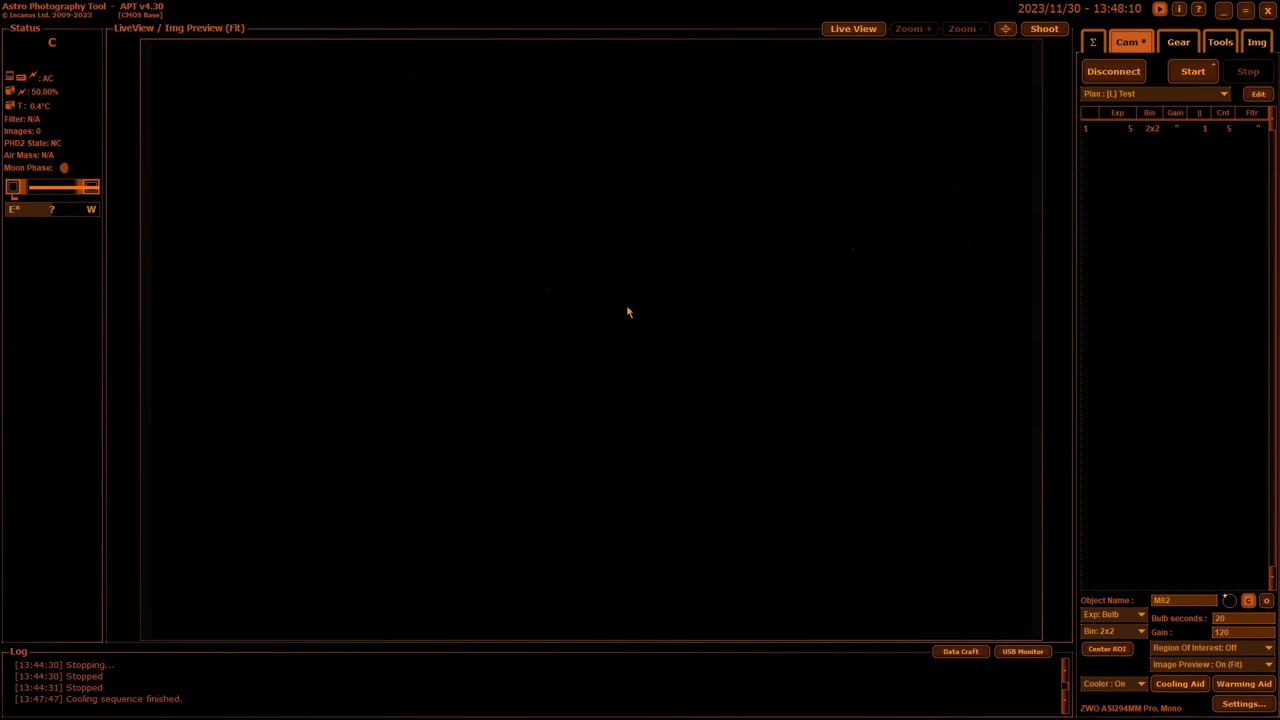 Astro Photography Tool - APT v4.30
© Incanus Ltd. 2009-2023 [CMOS Base]
2023/11/30 - 13:48:10
i ? _ = x
Status
C
: AC
: 50.00%
T : 0.4°C
Filter: N/A
Images: 0
PHD2 State: NC
Air Mass: N/A
Moon Phase:
E* ? W
LiveView / Img Preview (Fit)
Live View Zoom + Zoom - Shoot
Σ Cam * Gear Tools Img
Disconnect Start + Stop
Plan : [L] Test Edit
Exp Bin Gain || Cnt Fltr
1 5 2x2 " 1 5 "
Object Name : M82 C O
Exp: Bulb Bulb seconds : 20
Bin: 2x2 Gain : 120
Center ROI Region Of Interest: Off
Image Preview : On (Fit)
Cooler : On Cooling Aid Warming Aid
ZWO ASI294MM Pro, Mono Settings...
Log Data Craft USB Monitor
[13:44:30] Stopping...
[13:44:30] Stopped
[13:44:31] Stopped
[13:47:47] Cooling sequence finished.